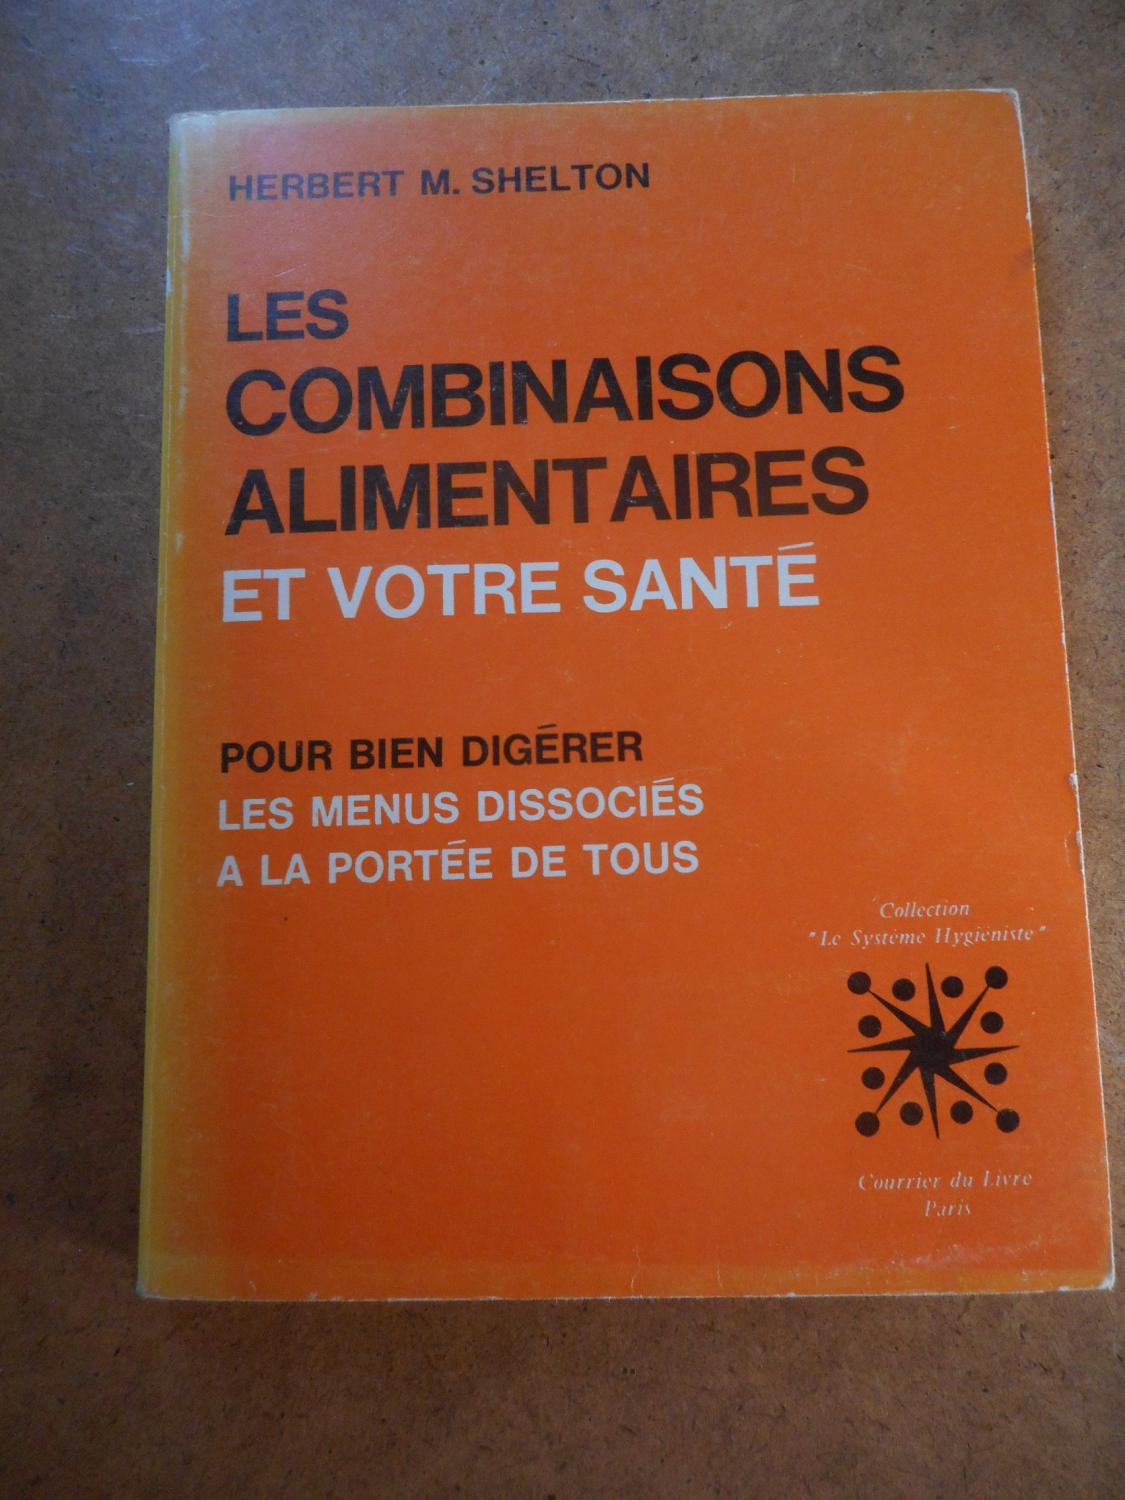 HERBERT M. SHELTON
LES
COMBINAISONS
ALIMENTAIRES
ET VOTRE SANTÉ
POUR BIEN DIGÉRER
LES MENUS DISSOCIÉS
A LA PORTÉE DE TOUS
Collection
"Le Système Hygiéniste"
Courrier du Livre
Paris